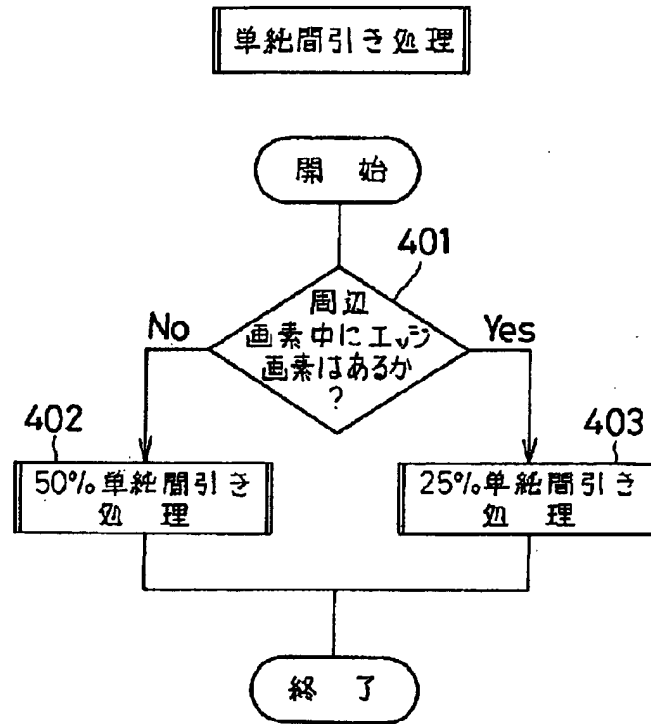 単純間引き処理
開 始
401
周辺
画素中にエッジ
画素はあるか
?
No
Yes
402
50%単純間引き
処 理
403
25%単純間引き
処 理
終 了